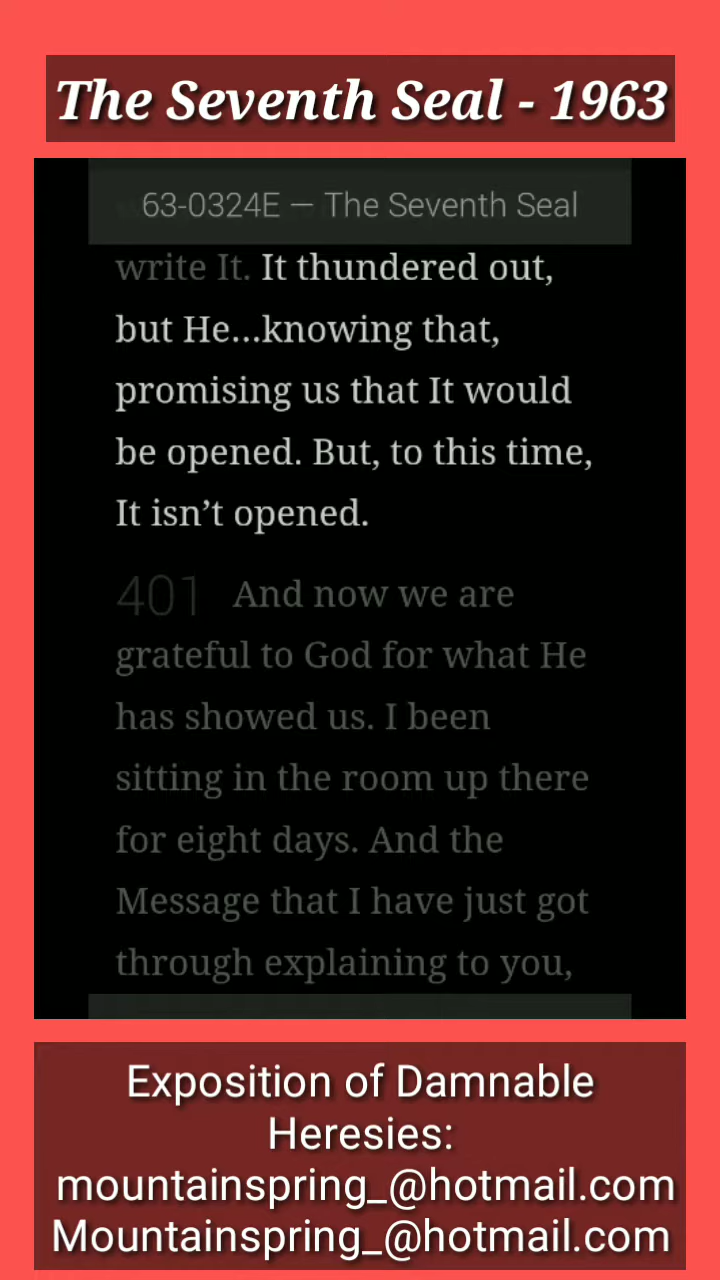 The Seventh Seal - 1963
63-0324E — The Seventh Seal
write It. It thundered out,
but He...knowing that,
promising us that It would
be opened. But, to this time,
It isn’t opened.
401 And now we are
grateful to God for what He
has showed us. I been
sitting in the room up there
for eight days. And the
Message that I have just got
through explaining to you,
Exposition of Damnable
Heresies:
mountainspring_@hotmail.com
Mountainspring_@hotmail.com